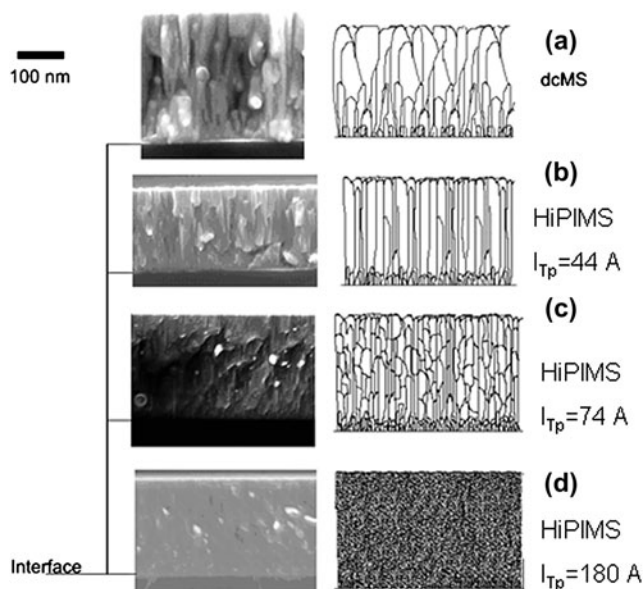 100 nm
(a)
dcMS
(b)
HiPIMS
I_Tp=44 A
(c)
HiPIMS
I_Tp=74 A
(d)
HiPIMS
I_Tp=180 A
Interface